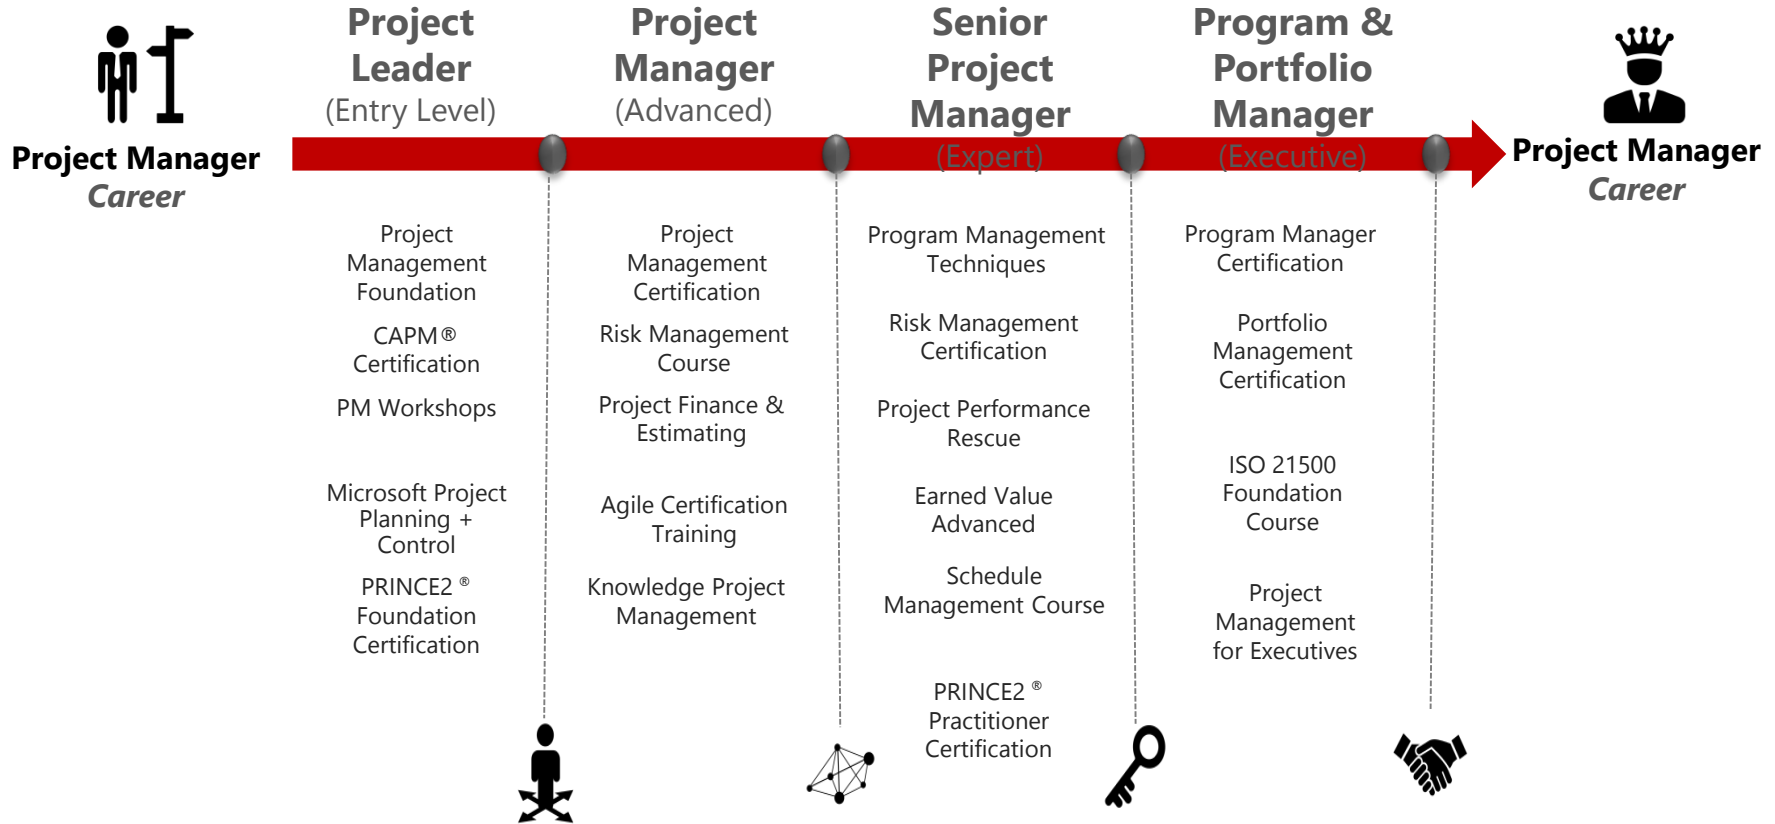 Project Manager
Career
Project
Leader
(Entry Level)
Project
Manager
(Advanced)
Senior
Project
Manager
(Expert)
Program &
Portfolio
Manager
(Executive)
Project Manager
Career
Project
Management
Foundation
CAPM®
Certification
PM Workshops
Microsoft Project
Planning +
Control
PRINCE2 ®
Foundation
Certification
Project
Management
Certification
Risk Management
Course
Project Finance &
Estimating
Agile Certification
Training
Knowledge Project
Management
Program Management
Techniques
Risk Management
Certification
Project Performance
Rescue
Earned Value
Advanced
Schedule
Management Course
PRINCE2 ®
Practitioner
Certification
Program Manager
Certification
Portfolio
Management
Certification
ISO 21500
Foundation
Course
Project
Management
for Executives